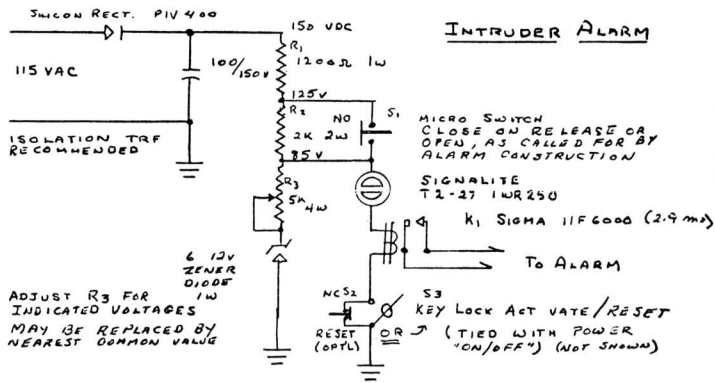 SILICON RECT. PIV 400
150 VDC
INTRUDER ALARM
R1
1200Ω 1W
115 VAC
100/150V
125V
R2
2K 2W
NO S1
MICRO SWITCH
CLOSE ON RELEASE OR
OPEN, AS CALLED FOR BY
ALARM CONSTRUCTION
ISOLATION TRF
RECOMMENDED
85V
SIGNALITE
T2-27 1WR250
R3
5K
4W
K1 SIGMA 11F6000 (2.9 ma)
TO ALARM
6 12V
ZENER
DIODE
1W
ADJUST R3 FOR
INDICATED VOLTAGES
MAY BE REPLACED BY
NEAREST COMMON VALUE
NC S2
RESET
(OPT'L)
OR
S3
KEY LOCK ACT VATE/RESET
(TIED WITH POWER
"ON/OFF") (NOT SHOWN)